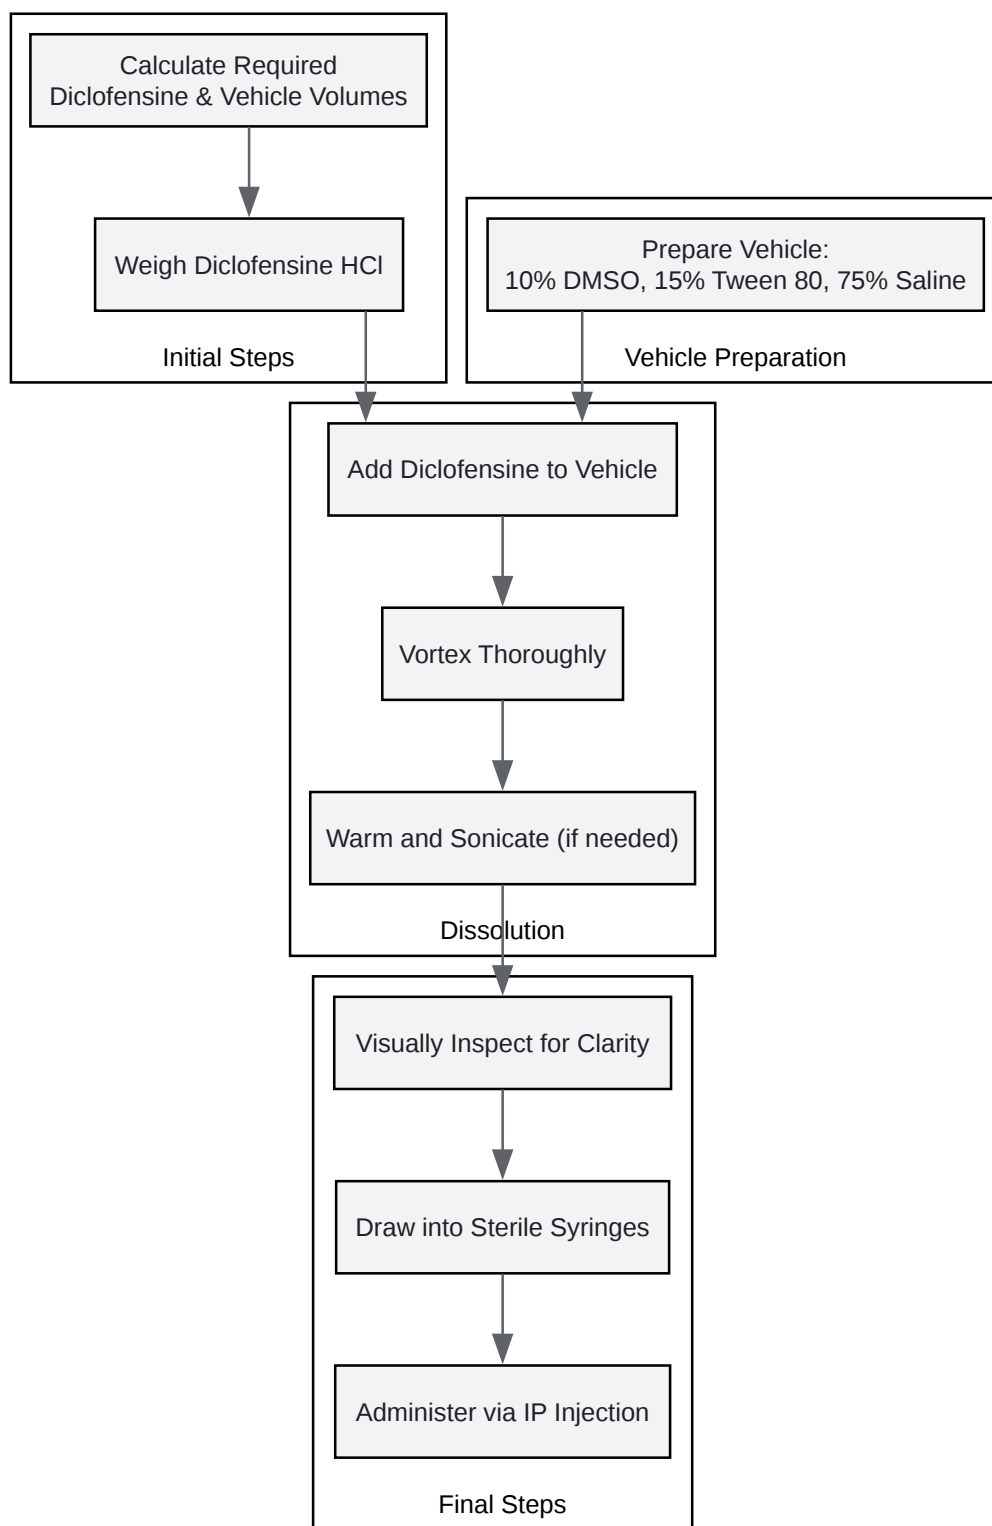 Calculate Required
Diclofensine & Vehicle Volumes
Weigh Diclofensine HCl
Initial Steps
Prepare Vehicle:
10% DMSO, 15% Tween 80, 75% Saline
Vehicle Preparation
Add Diclofensine to Vehicle
Vortex Thoroughly
Warm and Sonicate (if needed)
Dissolution
Visually Inspect for Clarity
Draw into Sterile Syringes
Administer via IP Injection
Final Steps